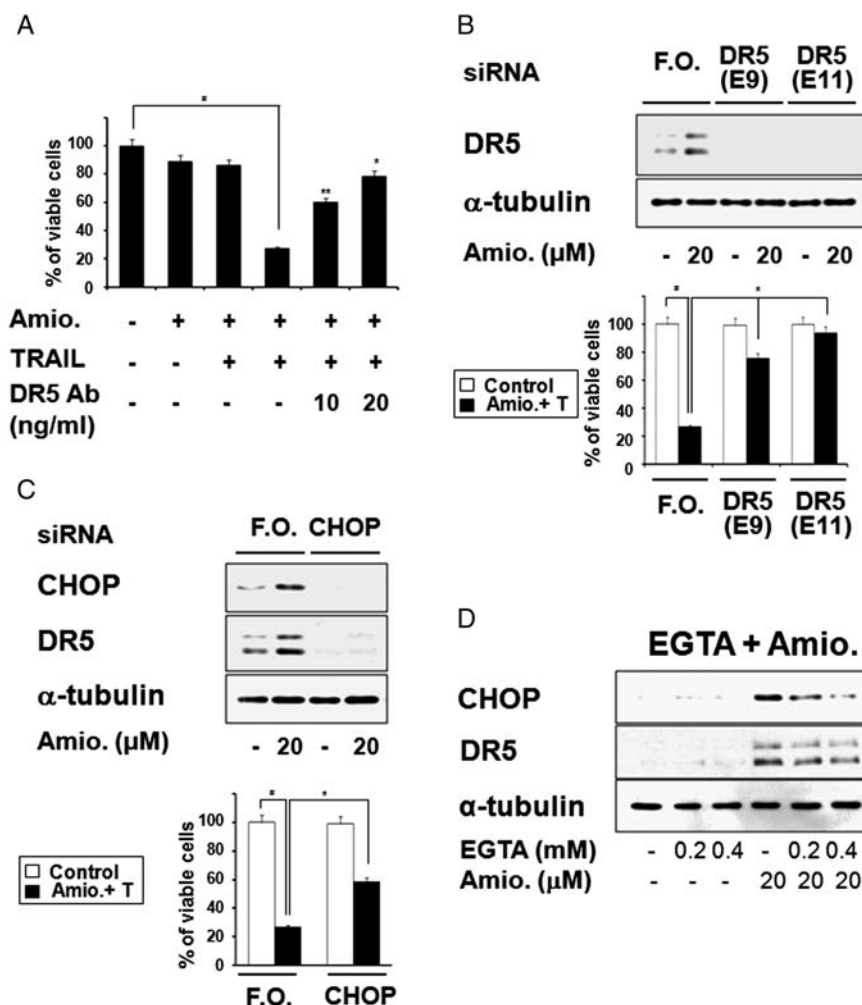 A
#
**
*
% of viable cells
100
80
60
40
20
0
Amio. - + + + + +
TRAIL - - + + + +
DR5 Ab - - - - 10 20
(ng/ml)
B
siRNA F.O. DR5 (E9) DR5 (E11)
DR5
α-tubulin
Amio. (μM) - 20 - 20 - 20
# *
% of viable cells
100
80
60
40
20
0
Control
Amio.+ T
F.O. DR5 (E9) DR5 (E11)
C
siRNA F.O. CHOP
CHOP
DR5
α-tubulin
Amio. (μM) - 20 - 20
# *
% of viable cells
100
80
60
40
20
0
Control
Amio.+ T
F.O. CHOP
D
EGTA + Amio.
CHOP
DR5
α-tubulin
EGTA (mM) - 0.2 0.4 - 0.2 0.4
Amio. (μM) - - - 20 20 20